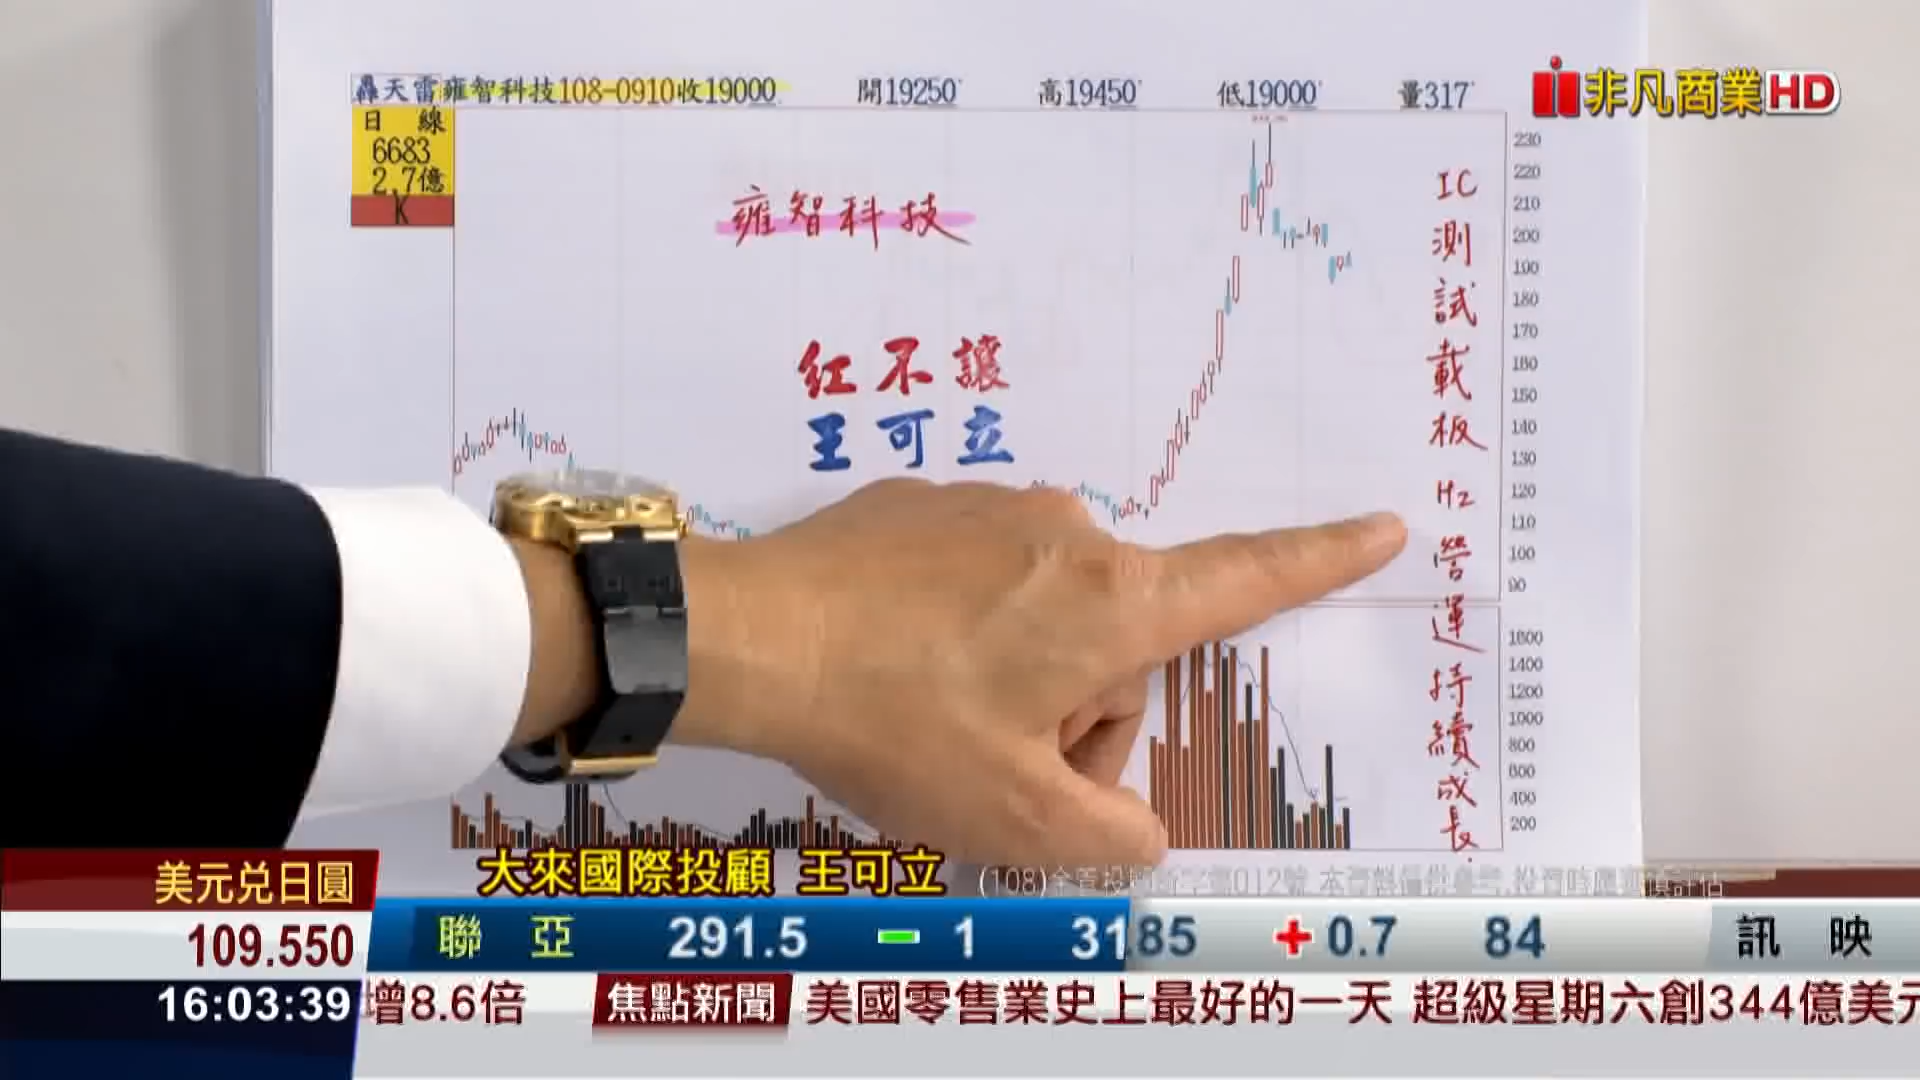 轟天雷雍智科技108-0910收19000 開19250 高19450 低19000 量317
非凡商業HD
日 線
6683
2.7億
K
雍智科技
紅不讓
王可立
IC測試載板 Hz營運持續成長.
230
220
210
200
190
180
170
160
150
140
130
120
110
100
90
1600
1400
1200
1000
800
600
400
200
大來國際投顧 王可立
美元兌日圓
109.550
16:03:39
聯 亞 291.5 － 1 31
85 ＋ 0.7 84 訊 映
增8.6倍 焦點新聞 美國零售業史上最好的一天 超級星期六創344億美元